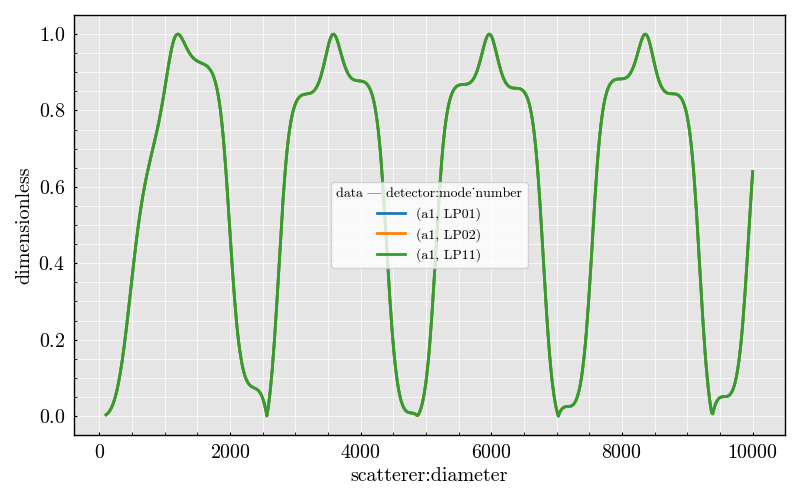 1.0
0.8
0.6
0.4
0.2
0.0
dimensionless
data — detector:mode˙number
(a1, LP01)
(a1, LP02)
(a1, LP11)
0 2000 4000 6000 8000 10000
scatterer:diameter